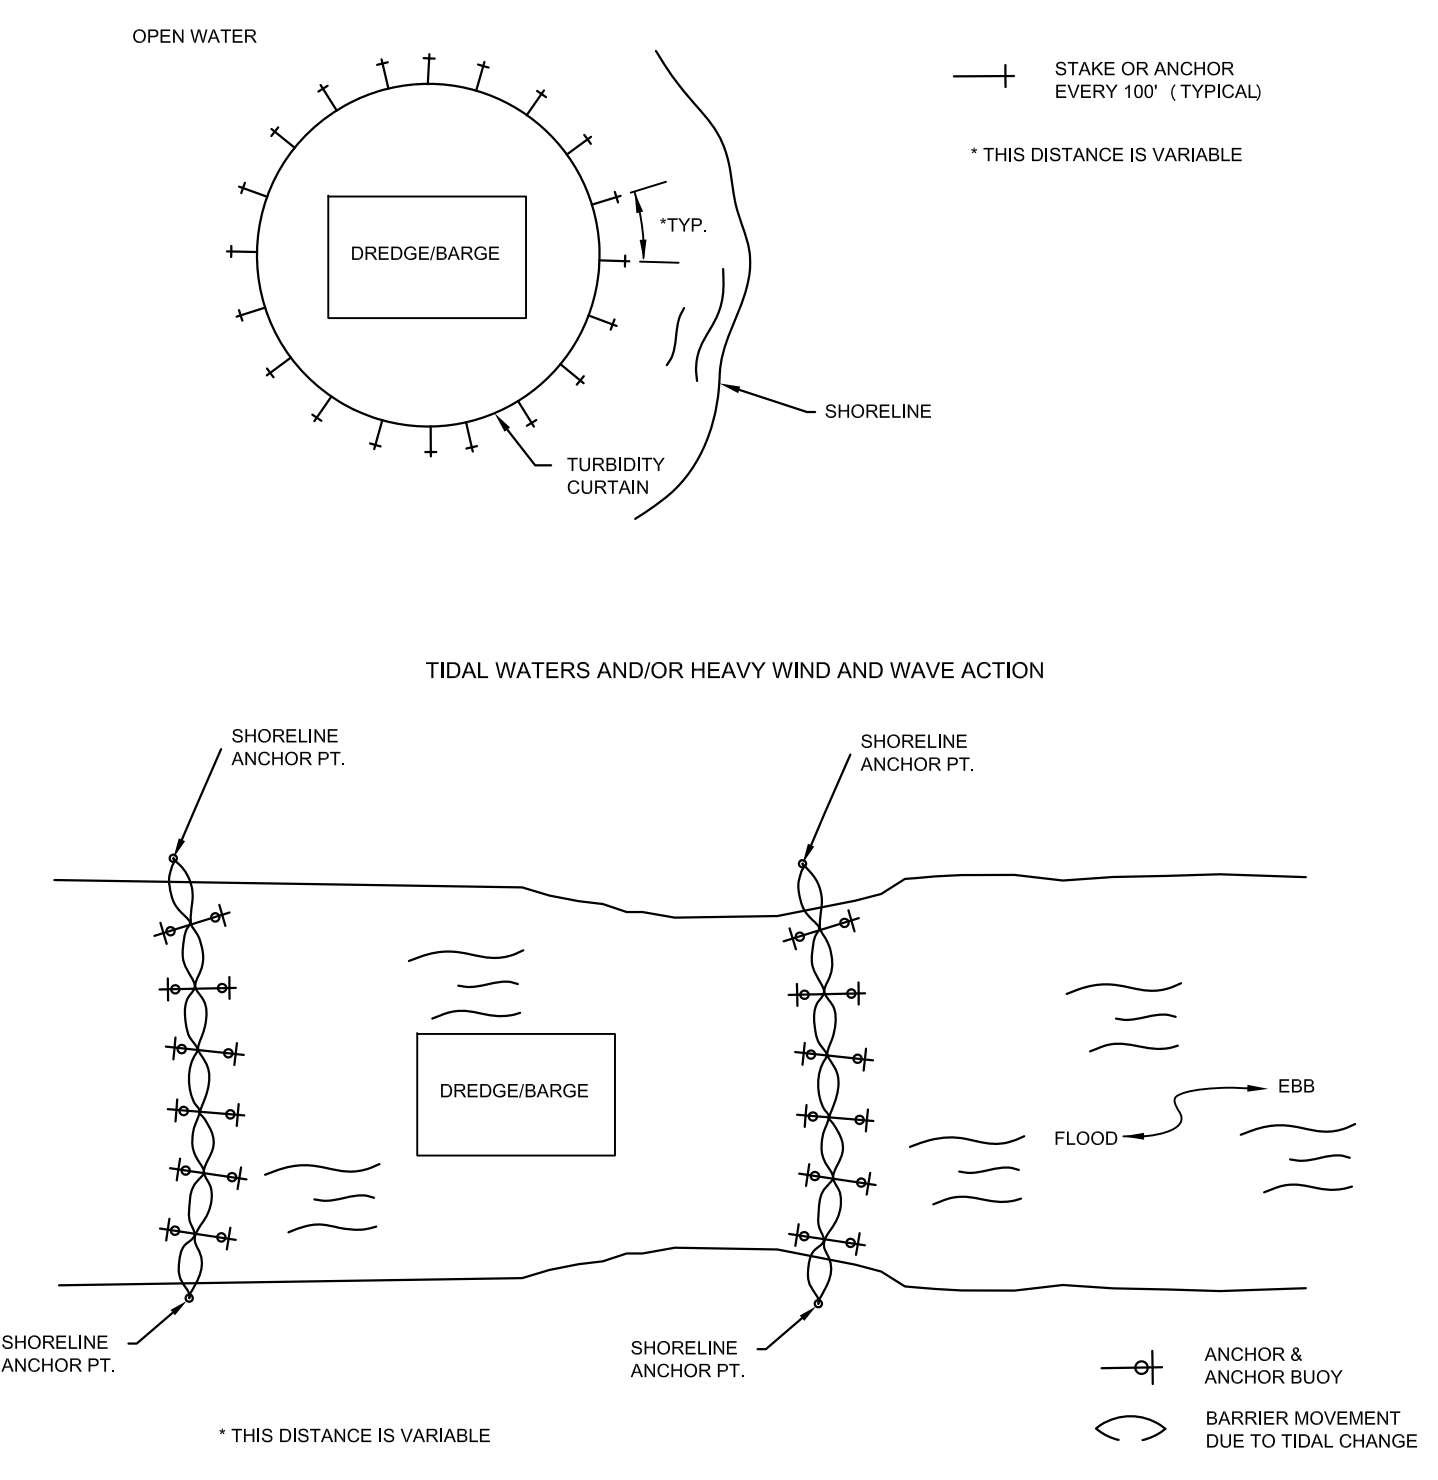 OPEN WATER
STAKE OR ANCHOR
EVERY 100' ( TYPICAL)
* THIS DISTANCE IS VARIABLE
*TYP.
DREDGE/BARGE
SHORELINE
TURBIDITY
CURTAIN
TIDAL WATERS AND/OR HEAVY WIND AND WAVE ACTION
SHORELINE
ANCHOR PT.
SHORELINE
ANCHOR PT.
DREDGE/BARGE
EBB
FLOOD
SHORELINE
ANCHOR PT.
SHORELINE
ANCHOR PT.
ANCHOR &
ANCHOR BUOY
BARRIER MOVEMENT
DUE TO TIDAL CHANGE
* THIS DISTANCE IS VARIABLE